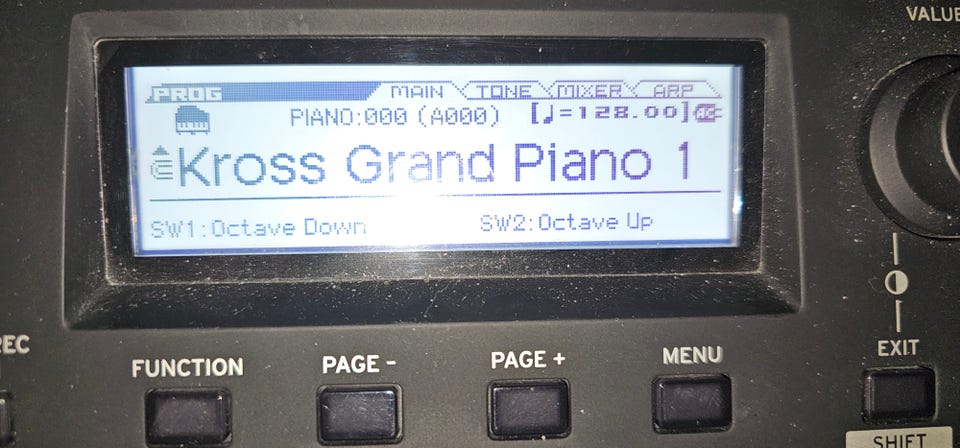 VALUE
PROG MAIN TONE MIXER ARP
PIANO:000 (A000) [♩=128.00] AC
Kross Grand Piano 1
SW1:Octave Down SW2:Octave Up
REC FUNCTION PAGE – PAGE + MENU EXIT
SHIFT